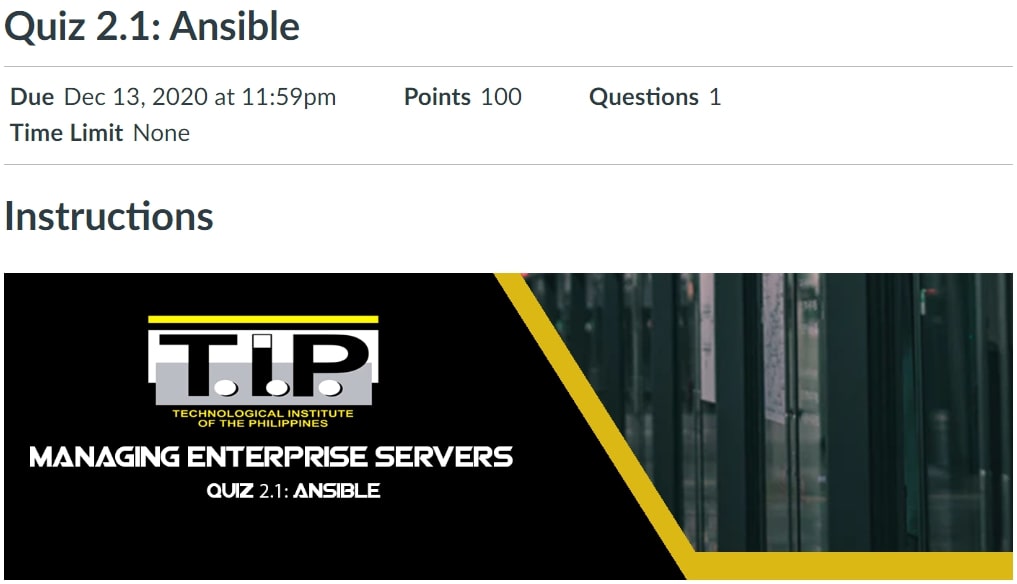 Quiz 2.1: Ansible
Due Dec 13, 2020 at 11:59pm Points 100 Questions 1
Time Limit None
Instructions
T.I.P.
TECHNOLOGICAL INSTITUTE
OF THE PHILIPPINES
MANAGING ENTERPRISE SERVERS
QUIZ 2.1: ANSIBLE